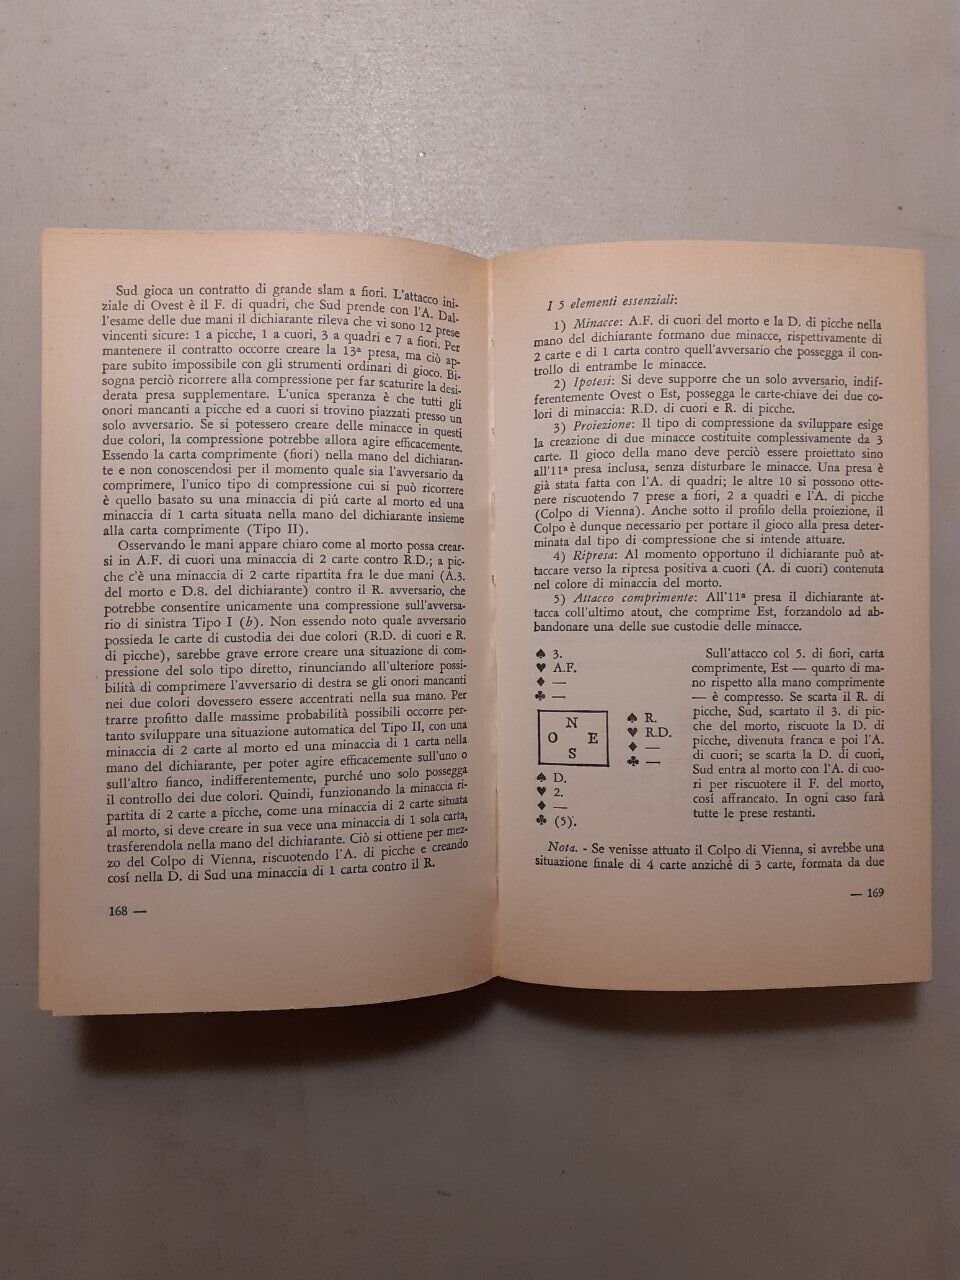 Sud gioca un contratto di grande slam a fiori. L'attacco ini-
ziale di Ovest è il F. di quadri, che Sud prende con l'A. Dal-
l'esame delle due mani il dichiarante rileva che vi sono 12 prese
vincenti sicure: 1 a picche, 1 a cuori, 3 a quadri e 7 a fiori. Per
mantenere il contratto occorre creare la 13ª presa, ma ciò ap-
pare subito impossibile con gli strumenti ordinari di gioco. Bi-
sogna perciò ricorrere alla compressione per far scaturire la desi-
derata presa supplementare. L'unica speranza è che tutti gli
onori mancanti a picche ed a cuori si trovino piazzati presso un
solo avversario. Se si potessero creare delle minacce in questi
due colori, la compressione potrebbe allora agire efficacemente.
Essendo la carta comprimente (fiori) nella mano del dichiaran-
te e non conoscendosi per il momento quale sia l'avversario da
comprimere, l'unico tipo di compressione cui si può ricorrere
è quello basato su una minaccia di piú carte al morto ed una
minaccia di 1 carta situata nella mano del dichiarante insieme
alla carta comprimente (Tipo II).
Osservando le mani appare chiaro come al morto possa crear-
si in A.F. di cuori una minaccia di 2 carte contro R.D.; a pic-
che c'è una minaccia di 2 carte ripartita fra le due mani (A.3.
del morto e D.8. del dichiarante) contro il R. avversario, che
potrebbe consentire unicamente una compressione sull'avversa-
rio di sinistra Tipo I (b). Non essendo noto quale avversario
possieda le carte di custodia dei due colori (R.D. di cuori e R.
di picche), sarebbe grave errore creare una situazione di com-
pressione del solo tipo diretto, rinunciando all'ulteriore possi-
bilità di comprimere l'avversario di destra se gli onori mancanti
nei due colori dovessero essere accentrati nella sua mano. Per
trarre profitto dalle massime probabilità possibili occorre per-
tanto sviluppare una situazione automatica del Tipo II, con una
minaccia di 2 carte al morto ed una minaccia di 1 carta nella
mano del dichiarante, per poter agire efficacemente sull'uno o
sull'altro fianco, indifferentemente, purché uno solo possegga
il controllo dei due colori. Quindi, funzionando la minaccia ri-
partita di 2 carte a picche, come una minaccia di 2 carte situata
al morto, si deve creare in sua vece una minaccia di 1 sola carta,
trasferendola nella mano del dichiarante. Ciò si ottiene per mez-
zo del Colpo di Vienna, riscuotendo l'A. di picche e creando
cosí nella D. di Sud una minaccia di 1 carta contro il R.
168 —
I 5 elementi essenziali:
1) Minacce: A.F. di cuori del morto e la D. di picche nella
mano del dichiarante formano due minacce, rispettivamente di
2 carte e di 1 carta contro quell'avversario che possegga il con-
trollo di entrambe le minacce.
2) Ipotesi: Si deve supporre che un solo avversario, indif-
ferentemente Ovest o Est, possegga le carte-chiave dei due co-
lori di minaccia: R.D. di cuori e R. di picche.
3) Proiezione: Il tipo di compressione da sviluppare esige
la creazione di due minacce costituite complessivamente da 3
carte. Il gioco della mano deve perciò essere proiettato sino
all'11ª presa inclusa, senza disturbare le minacce. Una presa è
già stata fatta con l'A. di quadri; le altre 10 si possono otte-
nere riscuotendo 7 prese a fiori, 2 a quadri e l'A. di picche
(Colpo di Vienna). Anche sotto il profilo della proiezione, il
Colpo è dunque necessario per portare il gioco alla presa deter-
minata dal tipo di compressione che si intende attuare.
4) Ripresa: Al momento opportuno il dichiarante può at-
taccare verso la ripresa positiva a cuori (A. di cuori) contenuta
nel colore di minaccia del morto.
5) Attacco comprimente: All'11ª presa il dichiarante at-
tacca coll'ultimo atout, che comprime Est, forzandolo ad ab-
bandonare una delle sue custodie delle minacce.
♠ 3.
♥ A.F.
♦ —
♣ —
N
O E
S
♠ R.
♥ R.D.
♦ —
♣ —
♠ D.
♥ 2.
♦ —
♣ (5).
Sull'attacco col 5. di fiori, carta
comprimente, Est — quarto di ma-
no rispetto alla mano comprimente
— è compresso. Se scarta il R. di
picche, Sud, scartato il 3. di pic-
che del morto, riscuote la D. di
picche, divenuta franca e poi l'A.
di cuori; se scarta la D. di cuori,
Sud entra al morto con l'A. di cuo-
ri per riscuotere il F. del morto,
cosí affrancato. In ogni caso farà
tutte le prese restanti.
Nota. - Se venisse attuato il Colpo di Vienna, si avrebbe una
situazione finale di 4 carte anziché di 3 carte, formata da due
— 169